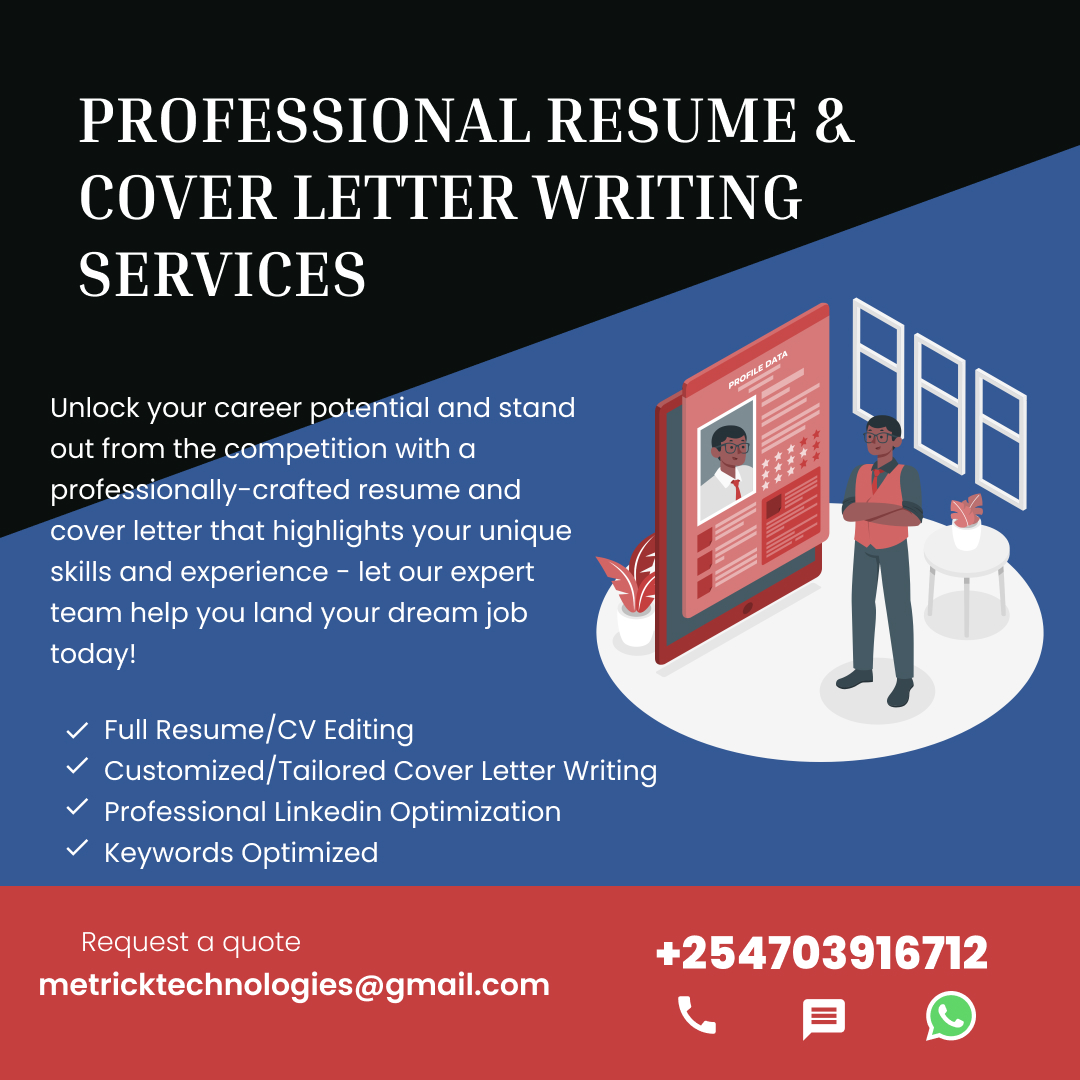 PROFESSIONAL RESUME &
COVER LETTER WRITING
SERVICES
PROFILE DATA
Unlock your career potential and stand
out from the competition with a
professionally-crafted resume and
cover letter that highlights your unique
skills and experience - let our expert
team help you land your dream job
today!
Full Resume/CV Editing
Customized/Tailored Cover Letter Writing
Professional Linkedin Optimization
Keywords Optimized
Request a quote
metricktechnologies@gmail.com
+254703916712